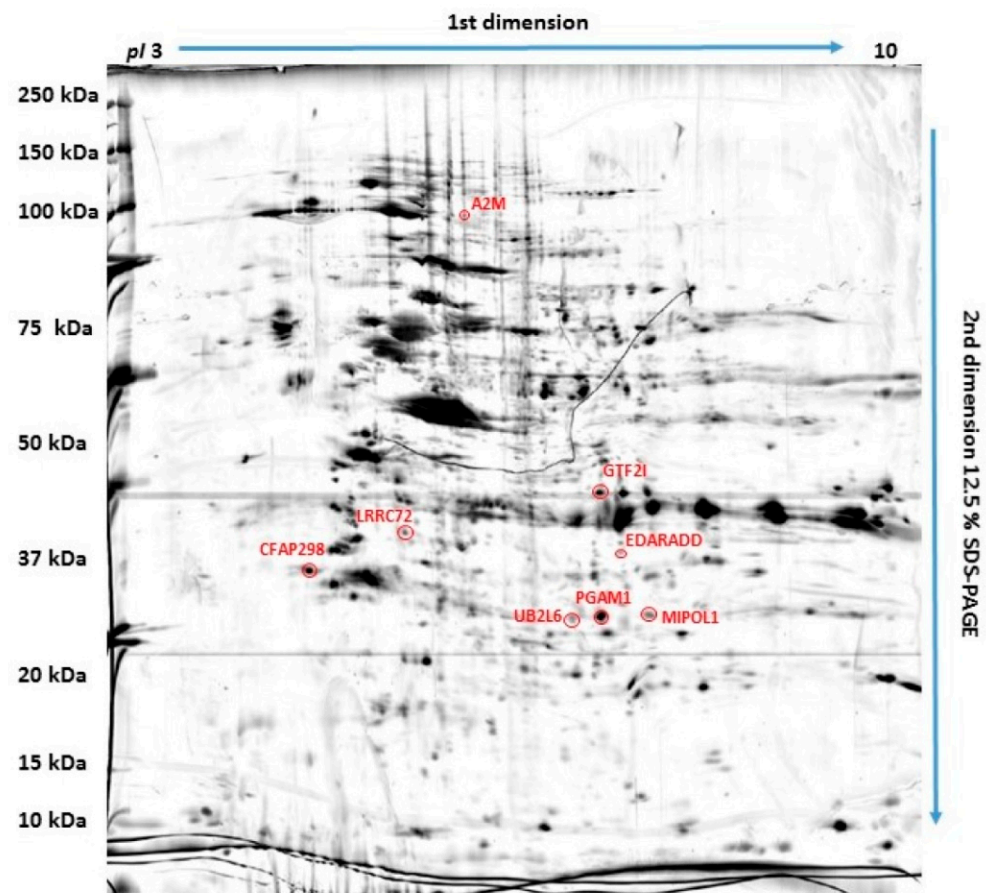 1st dimension
pI 3
10
250 kDa
150 kDa
100 kDa
A2M
75 kDa
50 kDa
GTF2I
LRRC72
EDARADD
37 kDa
CFAP298
PGAM1
UB2L6
MIPOL1
20 kDa
15 kDa
10 kDa
2nd dimension 12.5 % SDS-PAGE